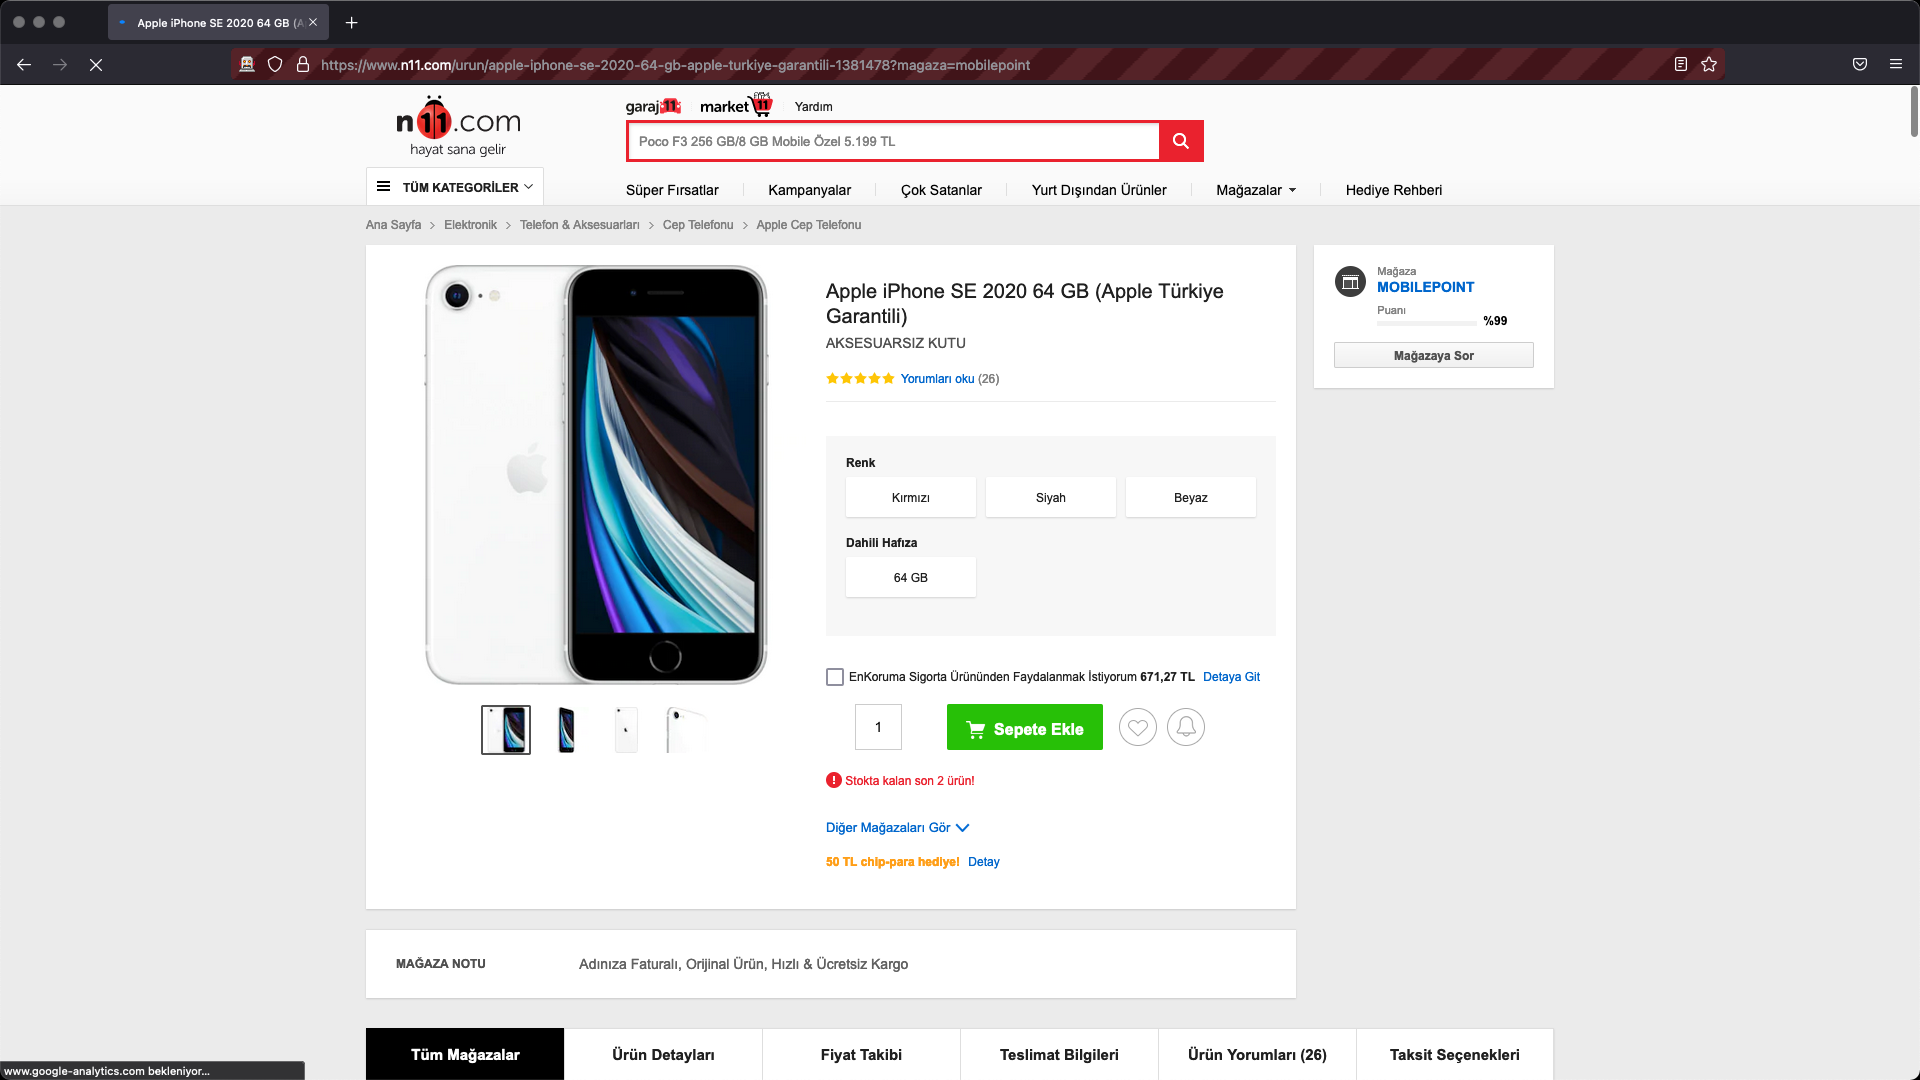 Apple iPhone SE 2020 64 GB (A
https://www.n11.com/urun/apple-iphone-se-2020-64-gb-apple-turkiye-garantili-1381478?magaza=mobilepoint
n11.com
hayat sana gelir
garaj11
market11
Yardım
Poco F3 256 GB/8 GB Mobile Özel 5.199 TL
TÜM KATEGORİLER
Süper Fırsatlar
Kampanyalar
Çok Satanlar
Yurt Dışından Ürünler
Mağazalar
Hediye Rehberi
Ana Sayfa > Elektronik > Telefon & Aksesuarları > Cep Telefonu > Apple Cep Telefonu
Apple iPhone SE 2020 64 GB (Apple Türkiye
Garantili)
AKSESUARSIZ KUTU
Yorumları oku (26)
Renk
Kırmızı
Siyah
Beyaz
Dahili Hafıza
64 GB
EnKoruma Sigorta Ürününden Faydalanmak İstiyorum 671,27 TL Detaya Git
1
Sepete Ekle
Stokta kalan son 2 ürün!
Diğer Mağazaları Gör
50 TL chip-para hediye! Detay
Mağaza
MOBILEPOINT
Puanı
%99
Mağazaya Sor
MAĞAZA NOTU
Adınıza Faturalı, Orijinal Ürün, Hızlı & Ücretsiz Kargo
Tüm Mağazalar
Ürün Detayları
Fiyat Takibi
Teslimat Bilgileri
Ürün Yorumları (26)
Taksit Seçenekleri
www.google-analytics.com bekleniyor...